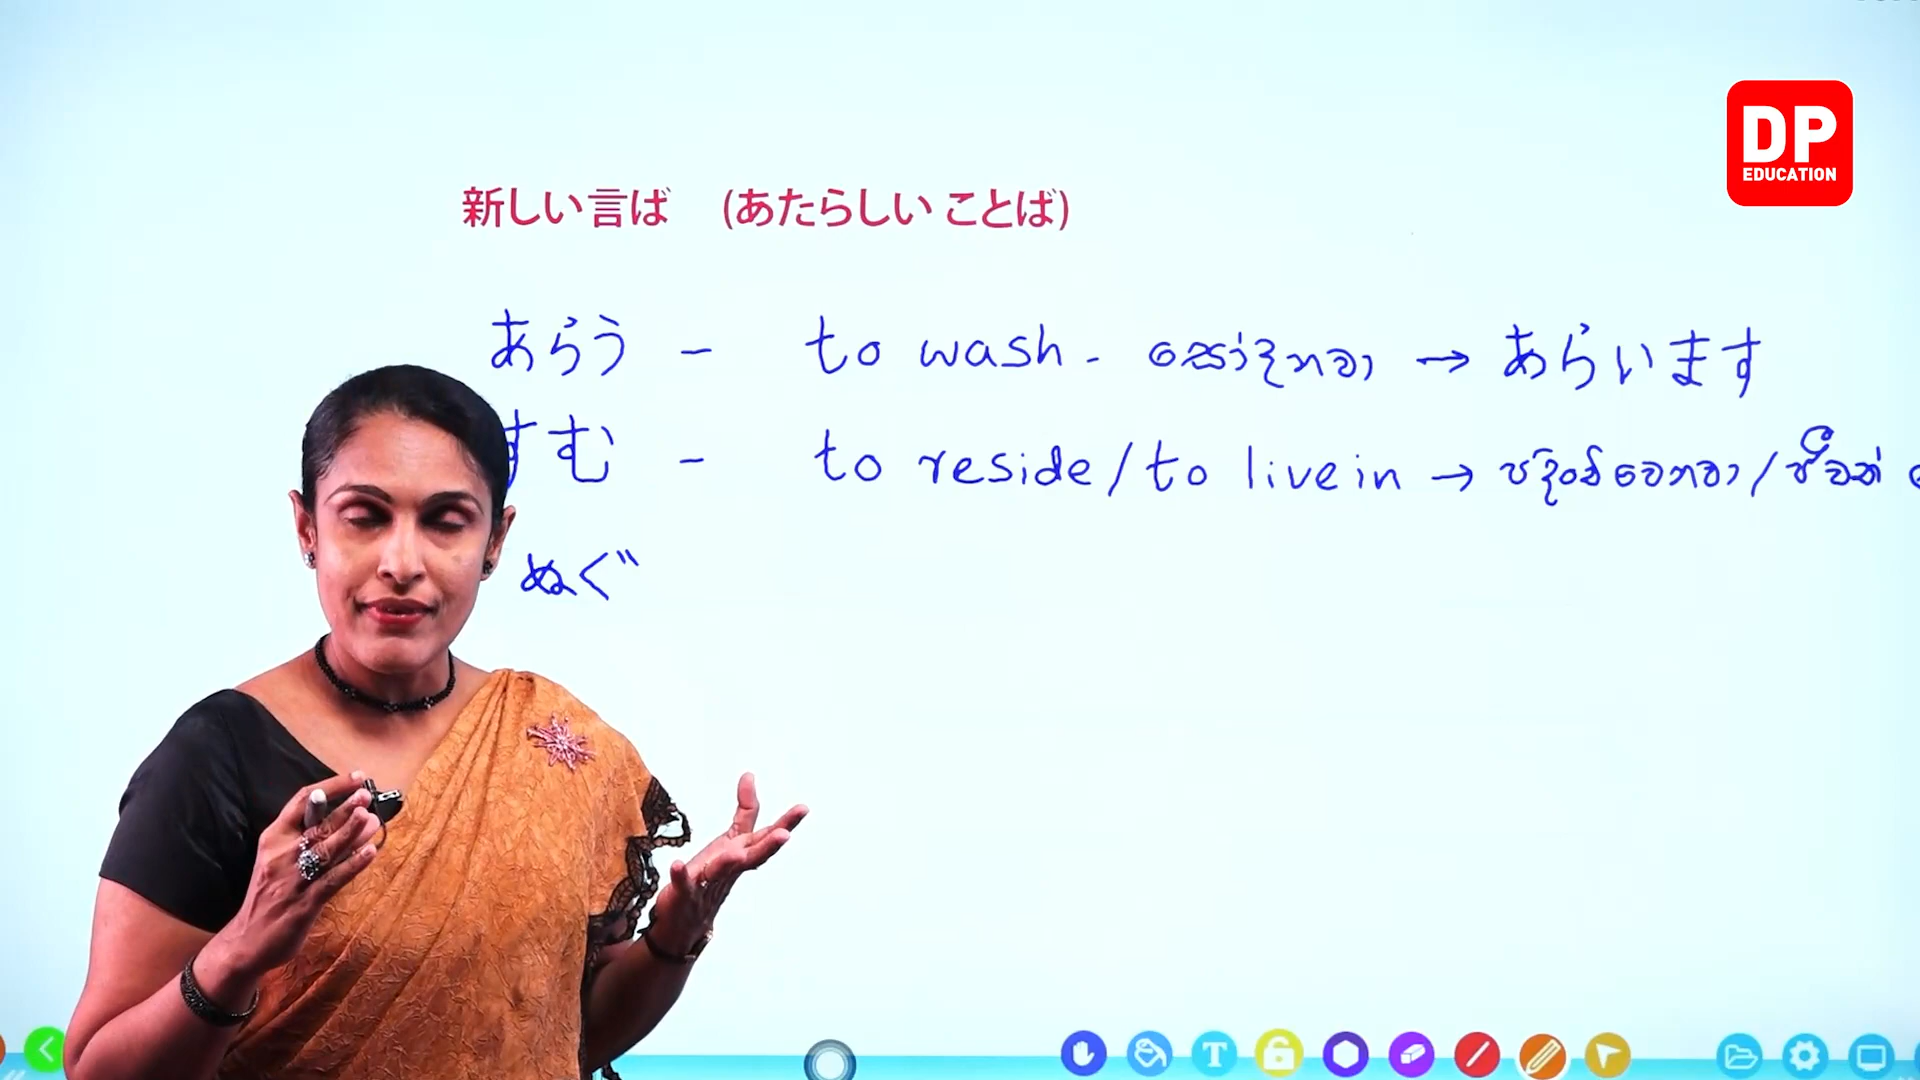 DP
EDUCATION
新しい言ば (あたらしい ことば)
あらう - to wash - සෝදනවා → あらいます
すむ - to reside / to live in → පදිංචි වෙනවා / ජීවත්
ぬぐ
T